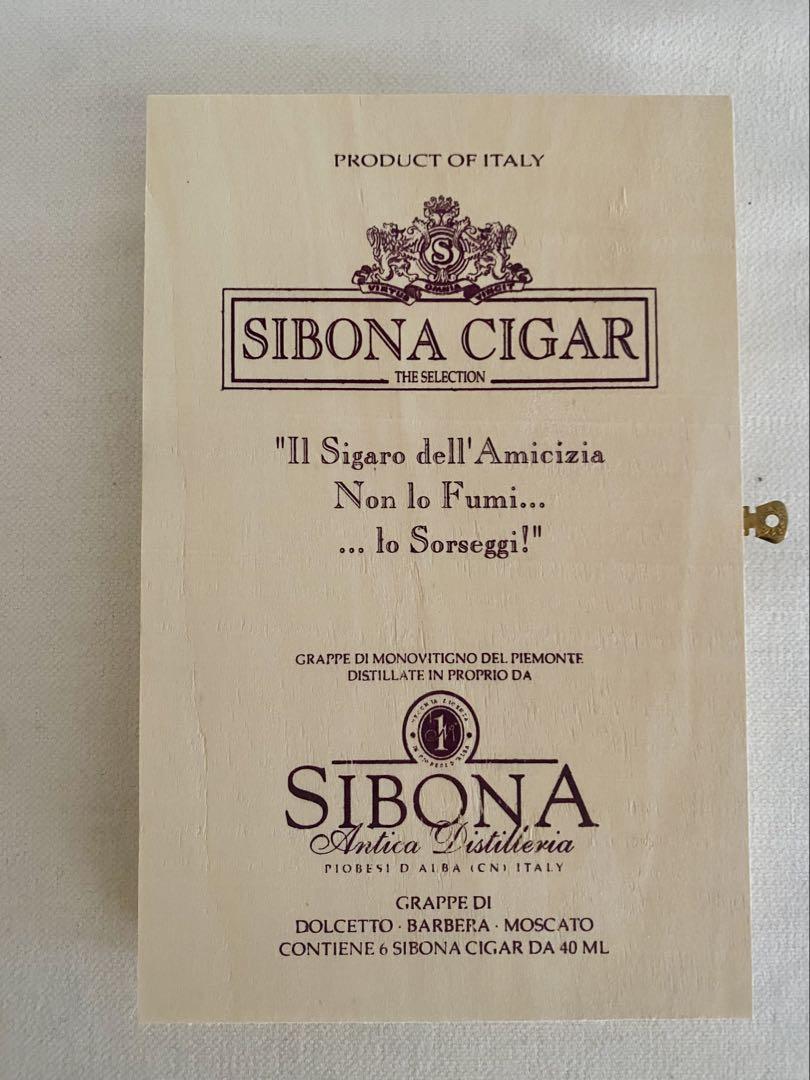 PRODUCT OF ITALY
S
VIRTUS OMNIA VINCIT
SIBONA CIGAR
THE SELECTION
"Il Sigaro dell'Amicizia
Non lo Fumi...
... lo Sorseggi!"
GRAPPE DI MONOVITIGNO DEL PIEMONTE
DISTILLATE IN PROPRIO DA
1
SIBONA
Antica Distilleria
PIOBESI D'ALBA (CN) ITALY
GRAPPE DI
DOLCETTO · BARBERA · MOSCATO
CONTIENE 6 SIBONA CIGAR DA 40 ML